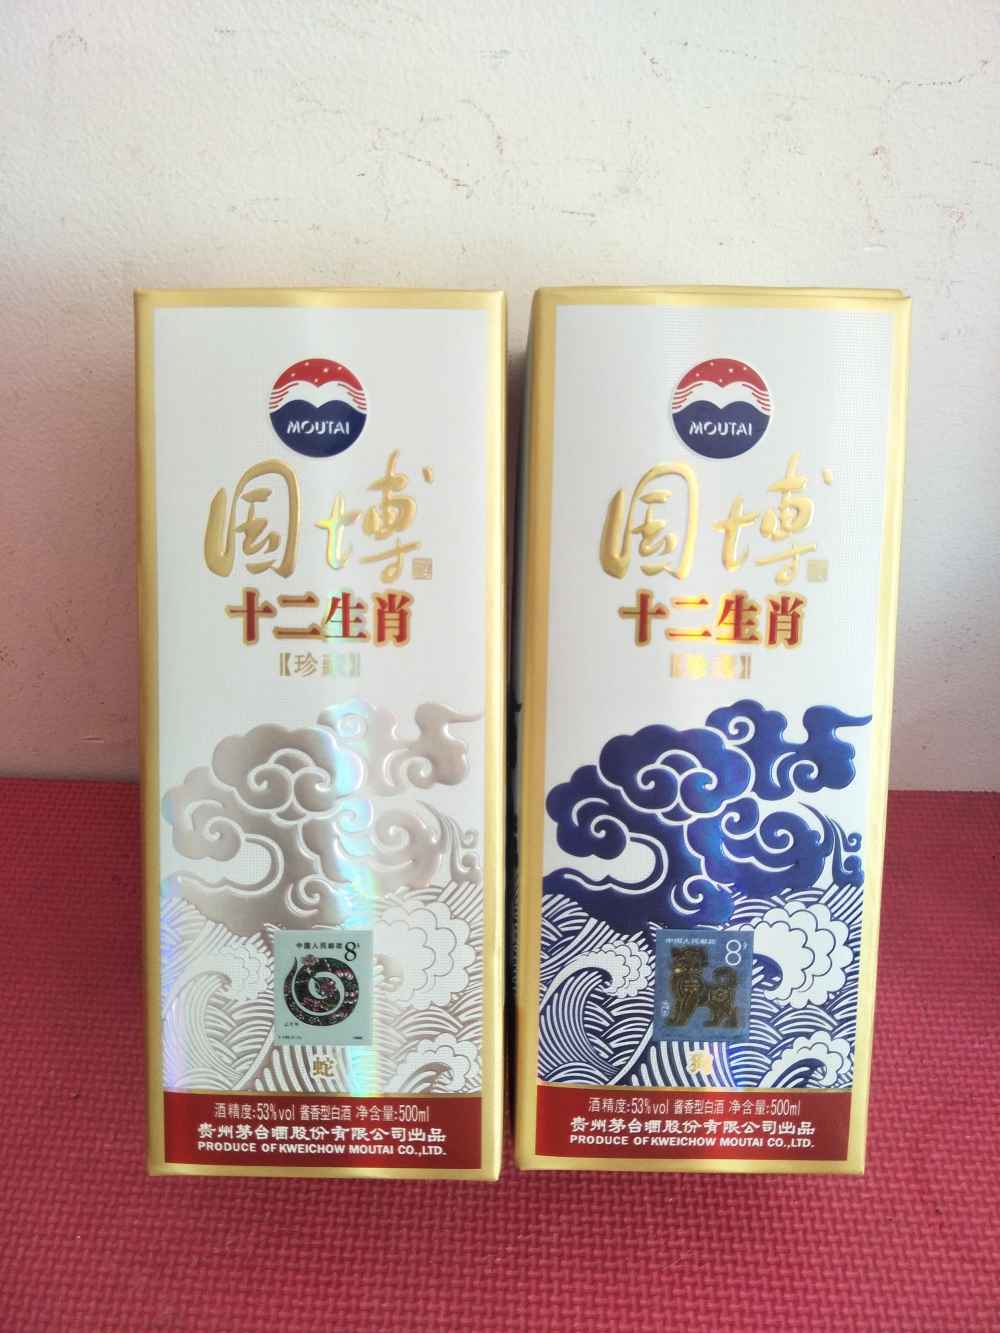 MOUTAI
国博
十二生肖
【珍藏】
中国人民邮政 8分
蛇
酒精度:53%vol 酱香型白酒 净含量:500ml
贵州茅台酒股份有限公司出品
PRODUCE OF KWEICHOW MOUTAI CO.,LTD.
MOUTAI
国博
十二生肖
【珍藏】
中国人民邮政 8分
狗
酒精度:53%vol 酱香型白酒 净含量:500ml
贵州茅台酒股份有限公司出品
PRODUCE OF KWEICHOW MOUTAI CO.,LTD.